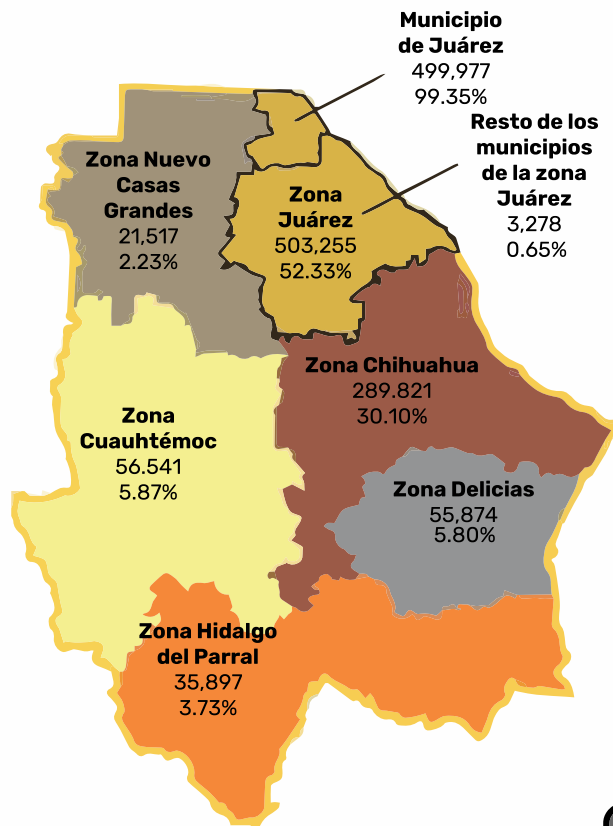 Municipio
de Juárez
499,977
99.35%
Resto de los
municipios
de la zona
Juárez
3,278
0.65%
Zona Nuevo
Casas
Grandes
21,517
2.23%
Zona
Juárez
503,255
52.33%
Zona Chihuahua
289.821
30.10%
Zona
Cuauhtémoc
56.541
5.87%
Zona Delicias
55,874
5.80%
Zona Hidalgo
del Parral
35,897
3.73%